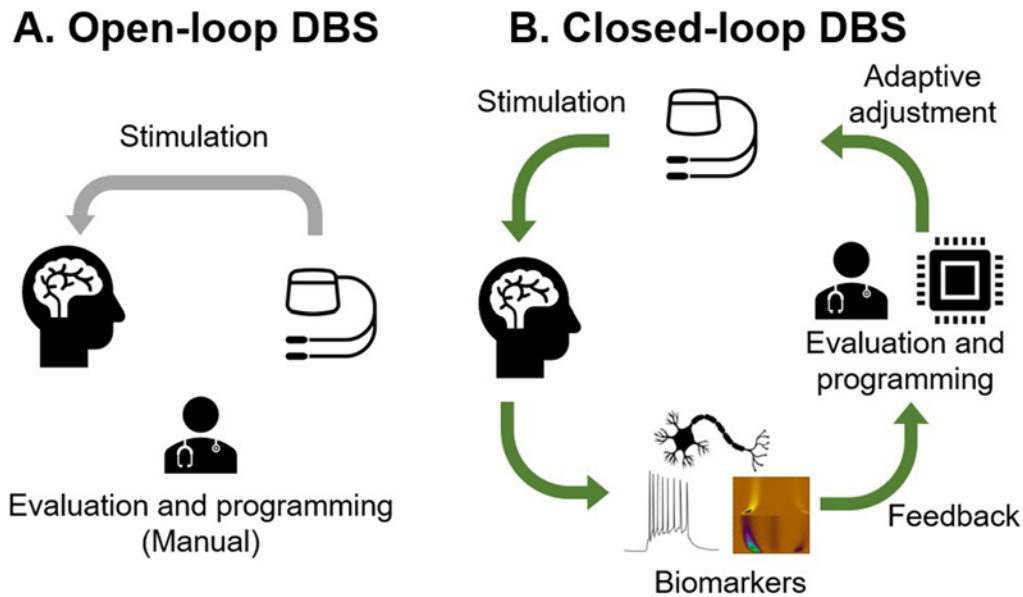 A. Open-loop DBS
Stimulation
Evaluation and programming
(Manual)
B. Closed-loop DBS
Stimulation
Adaptive
adjustment
Evaluation and
programming
Feedback
Biomarkers